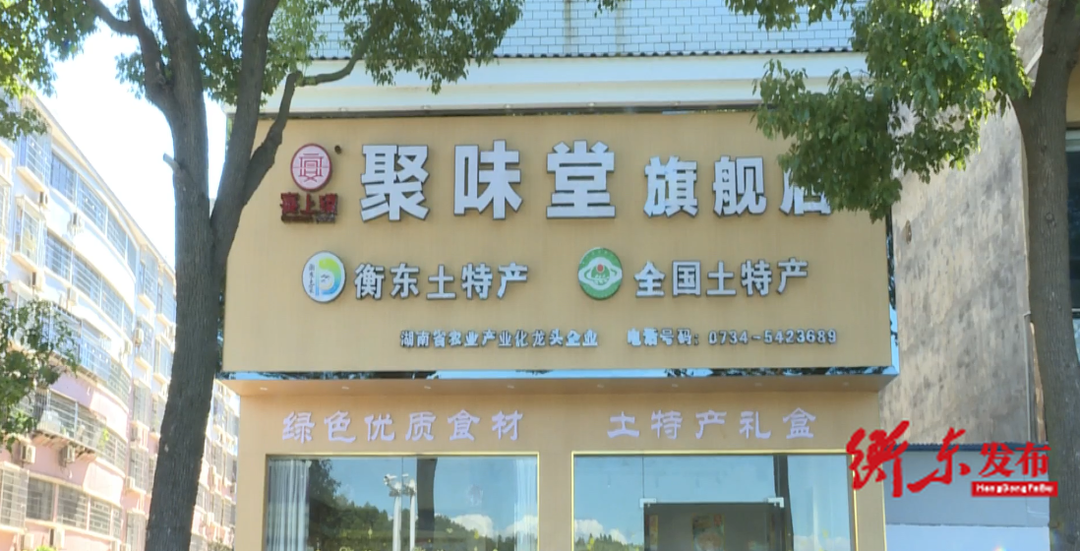 聚味堂 旗舰店
衡东土特产 全国土特产
湖南省农业产业化龙头企业 电话号码：0734-5423689
绿色优质食材 土特产礼盒
衡东发布
HengDongFaBu